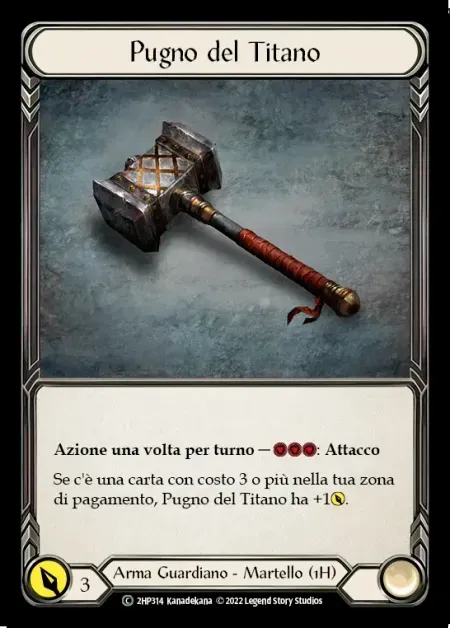 Pugno del Titano
Azione una volta per turno — : Attacco
Se c'è una carta con costo 3 o più nella tua zona
di pagamento, Pugno del Titano ha +1.
3
Arma Guardiano - Martello (1H)
C 2HP314 Kanadekana © 2022 Legend Story Studios